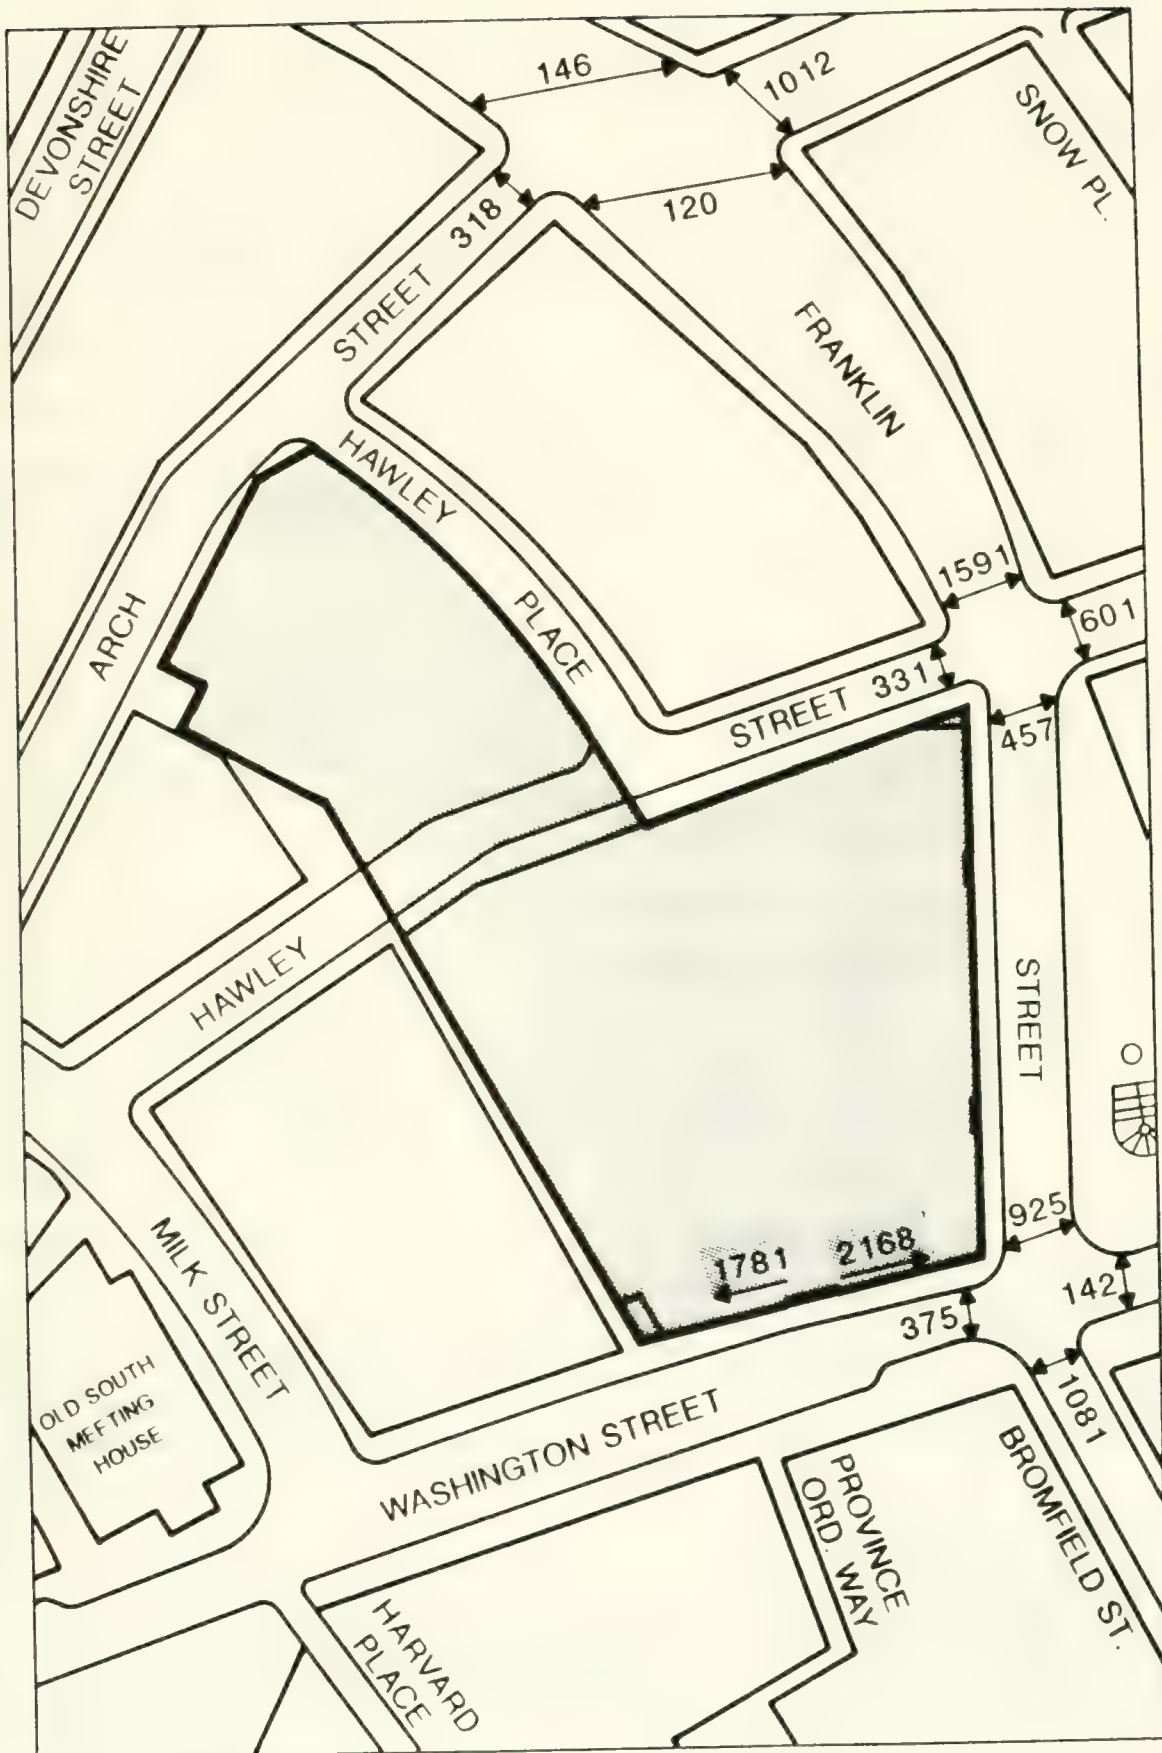 DEVONSHIRE
STREET
146
1012
SNOW PL.
318
120
STREET
FRANKLIN
HAWLEY
PLACE
ARCH
1591
601
STREET 331
457
HAWLEY
STREET
925
1781
2168
142
375
1081
MILK STREET
OLD SOUTH
MEETING
HOUSE
WASHINGTON STREET
PROVINCE
ORD. WAY
BROMFIELD ST.
HARVARD
PLACE